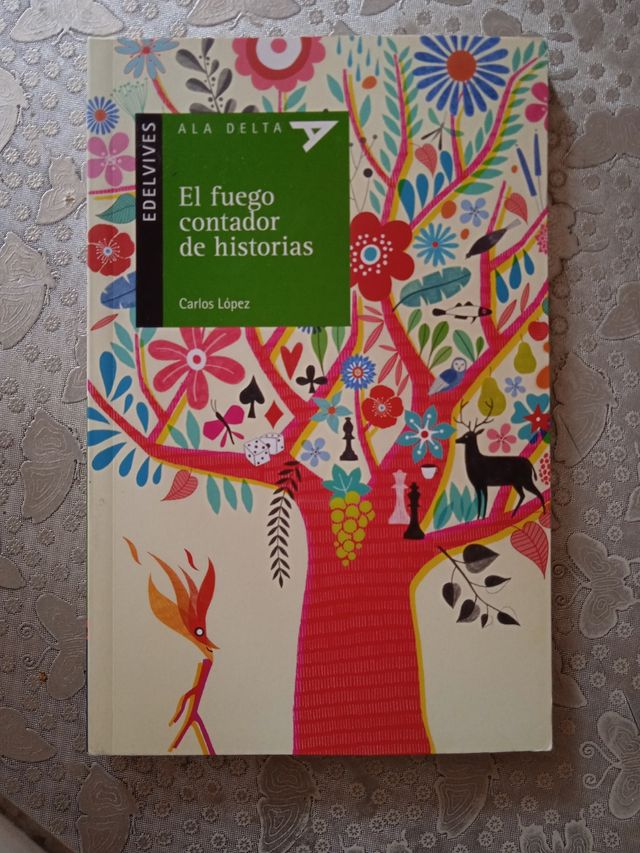 EDELVIVES
ALA DELTA
El fuego
contador
de historias
Carlos López